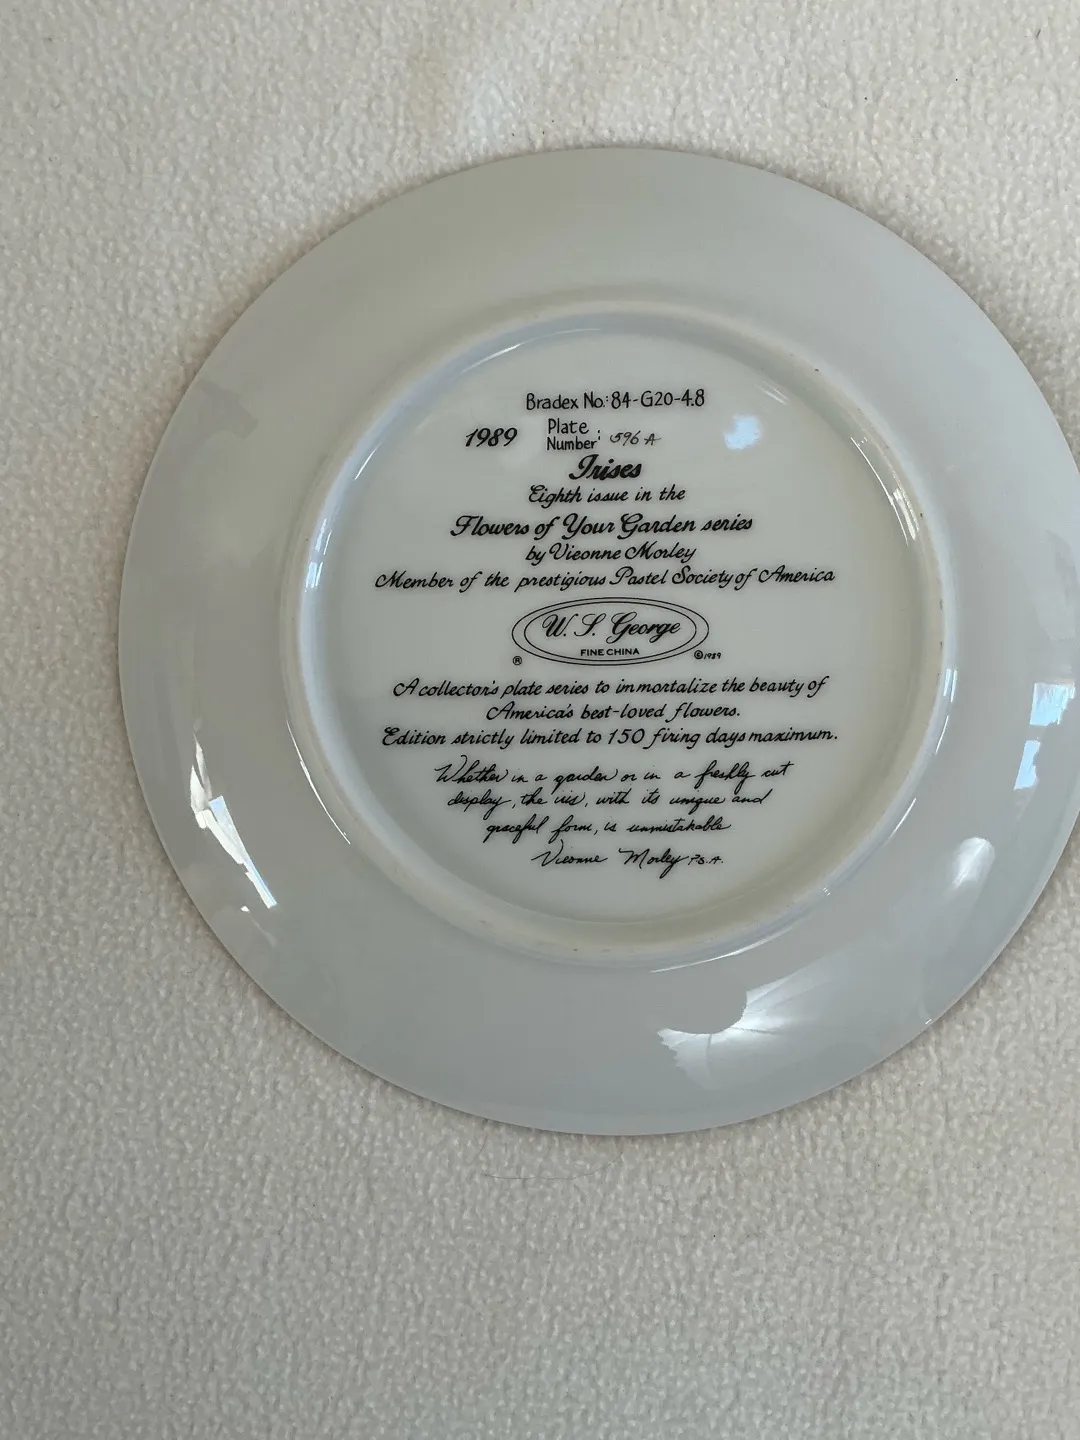 Bradex No.: 84-G20-4.8
1989 Plate Number: 596 A
Irises
Eighth issue in the
Flowers of Your Garden series
by Vieonne Morley
Member of the prestigious Pastel Society of America
W. S. George
FINE CHINA
® ©1989
A collector's plate series to immortalize the beauty of
America's best-loved flowers.
Edition strictly limited to 150 firing days maximum.
Whether in a garden or in a freshly cut
display, the iris, with its unique and
graceful form, is unmistakable
Vieonne Morley P.S.A.